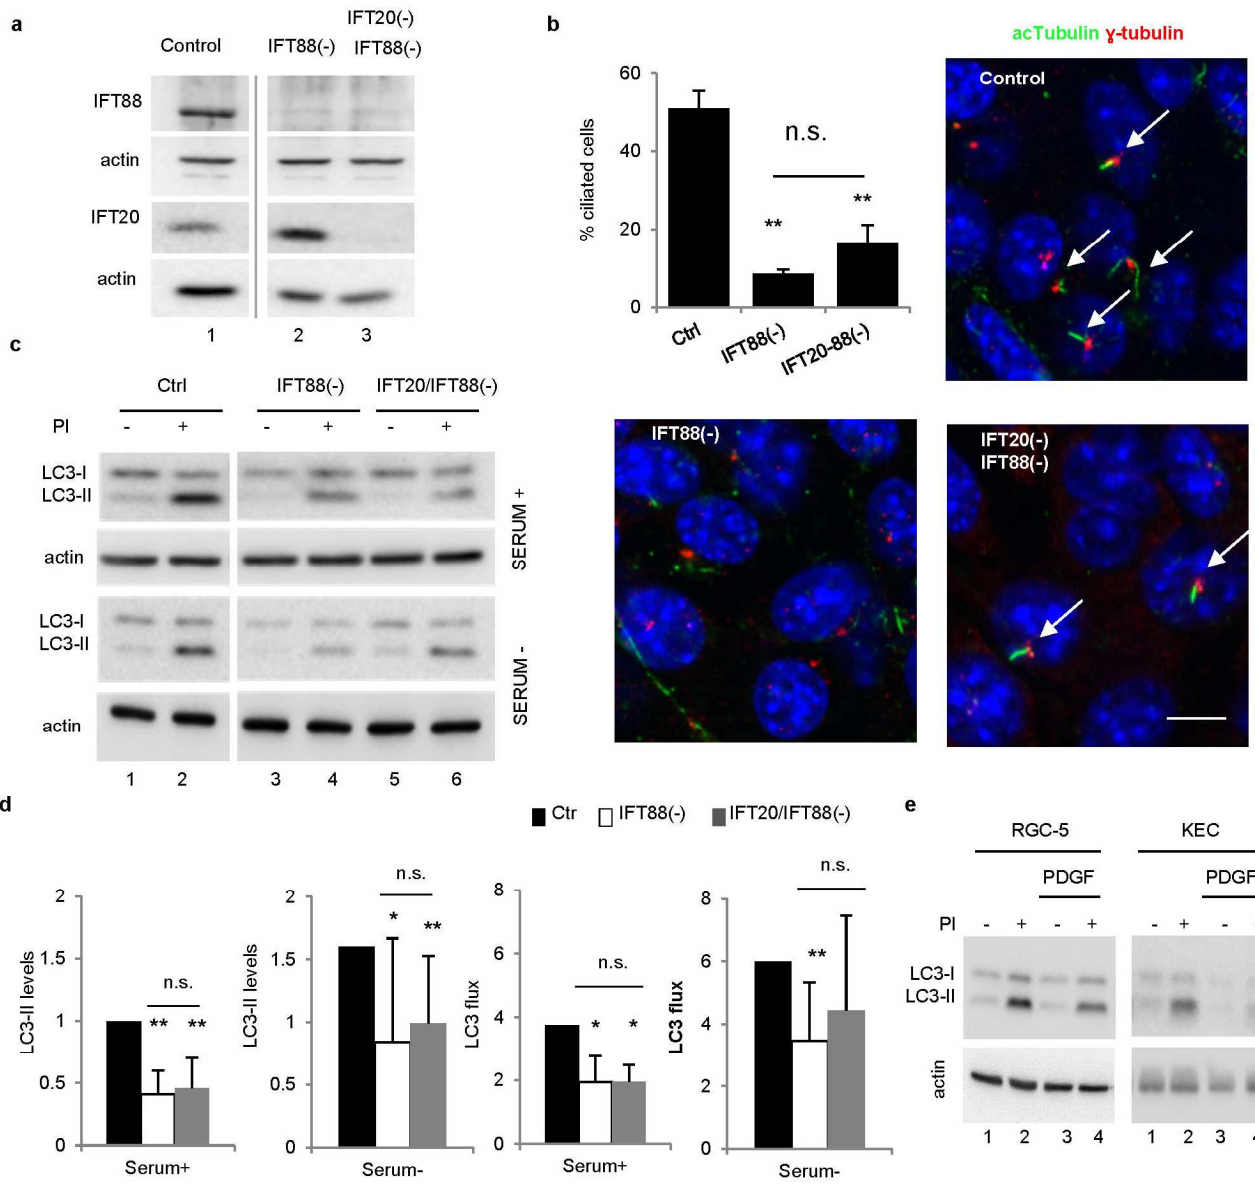 a
Control
IFT88(-)
IFT20(-)
IFT88(-)
IFT88
actin
IFT20
actin
1 2 3
b
% ciliated cells
60
40
20
0
n.s.
**
**
Ctrl
IFT88(-)
IFT20-88(-)
acTubulin ɣ-tubulin
Control
IFT88(-)
IFT20(-)
IFT88(-)
c
Ctrl IFT88(-) IFT20/IFT88(-)
PI - + - + - +
LC3-I
LC3-II
actin
SERUM +
LC3-I
LC3-II
actin
SERUM -
1 2 3 4 5 6
d
Ctr IFT88(-) IFT20/IFT88(-)
LC3-II levels
2
1.5
1
0.5
0
n.s.
** **
Serum+
LC3-II levels
2
1.5
1
0.5
0
n.s.
* **
Serum-
LC3 flux
8
6
4
2
0
n.s.
* *
Serum+
LC3 flux
8
6
4
2
0
n.s.
**
Serum-
e
RGC-5 KEC
PDGF PDGF
PI - + - + - + -
LC3-I
LC3-II
actin
1 2 3 4 1 2 3 4